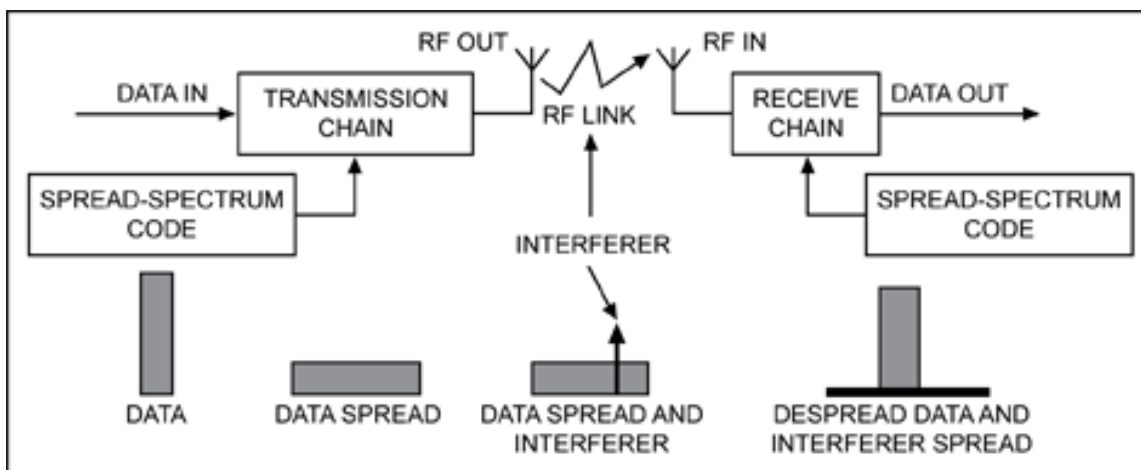 RF OUT
RF IN
DATA IN
TRANSMISSION
CHAIN
RF LINK
RECEIVE
CHAIN
DATA OUT
SPREAD-SPECTRUM
CODE
SPREAD-SPECTRUM
CODE
INTERFERER
DATA
DATA SPREAD
DATA SPREAD AND
INTERFERER
DESPREAD DATA AND
INTERFERER SPREAD